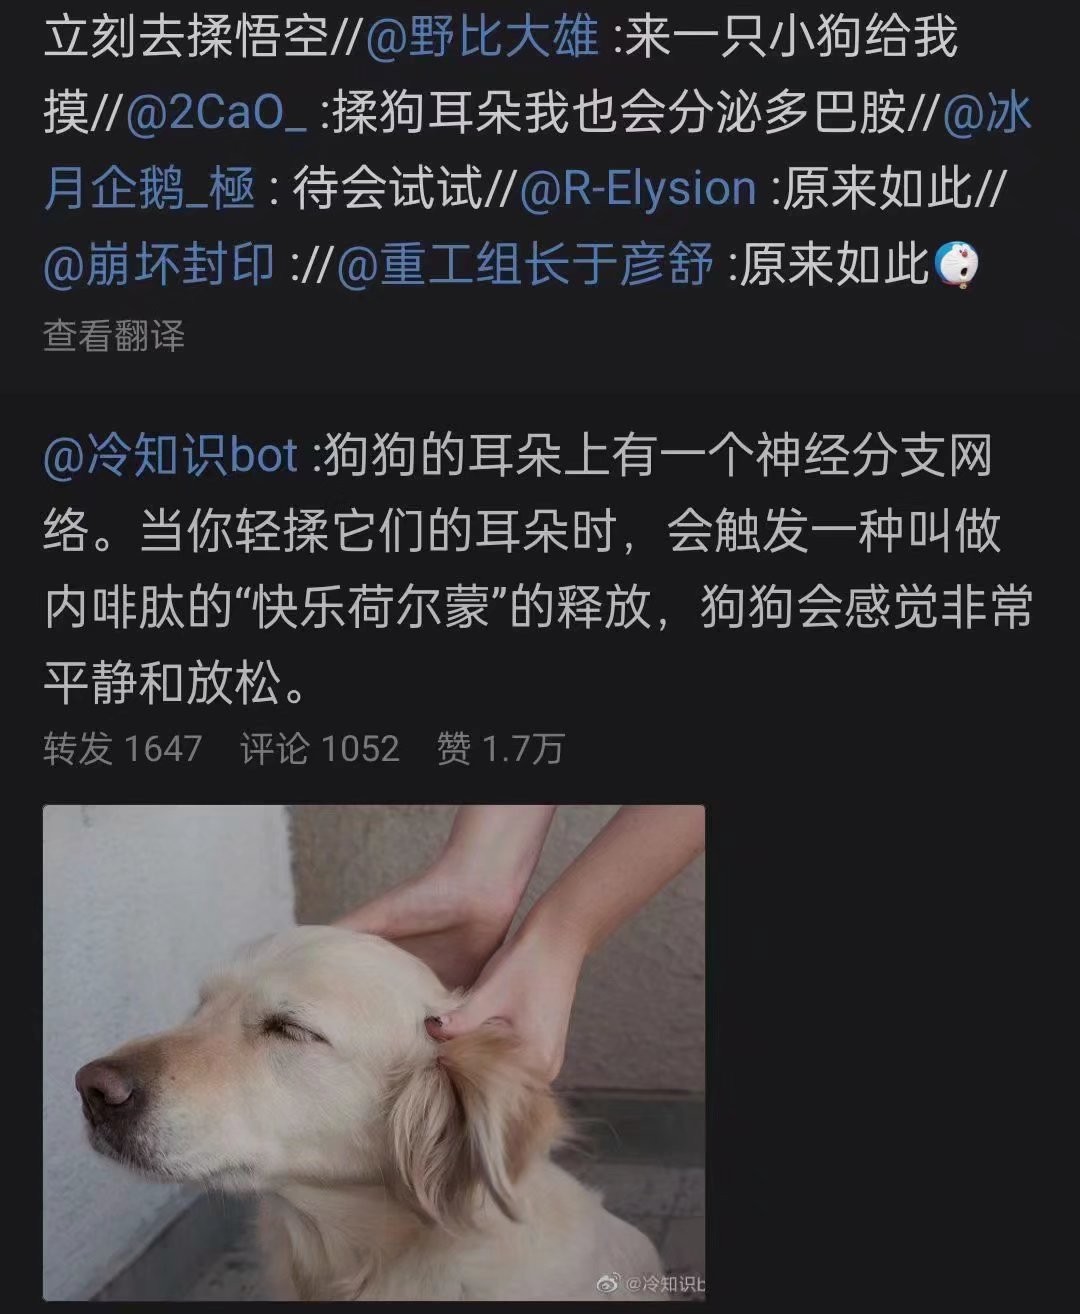 立刻去揉悟空//@野比大雄 :来一只小狗给我
摸//@2CaO_ :揉狗耳朵我也会分泌多巴胺//@冰
月企鹅_極 : 待会试试//@R-Elysion :原来如此//
@崩坏封印 ://@重工组长于彦舒 :原来如此
查看翻译
@冷知识bot :狗狗的耳朵上有一个神经分支网
络。当你轻揉它们的耳朵时，会触发一种叫做
内啡肽的“快乐荷尔蒙”的释放，狗狗会感觉非常
平静和放松。
转发 1647 评论 1052 赞 1.7万
@冷知识b